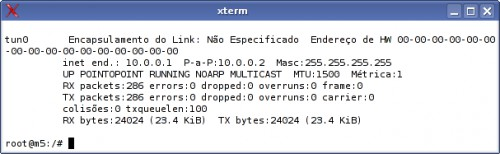 xterm
tun0 Encapsulamento do Link: Não Especificado Endereço de HW 00-00-00-00-00
-00-00-00-00-00-00-00-00-00-00-00
inet end.: 10.0.0.1 P-a-P:10.0.0.2 Masc:255.255.255.255
UP POINTOPOINT RUNNING NOARP MULTICAST MTU:1500 Métrica:1
RX packets:286 errors:0 dropped:0 overruns:0 frame:0
TX packets:286 errors:0 dropped:0 overruns:0 carrier:0
colisões:0 txqueuelen:100
RX bytes:24024 (23.4 KiB) TX bytes:24024 (23.4 KiB)
root@m5:/#